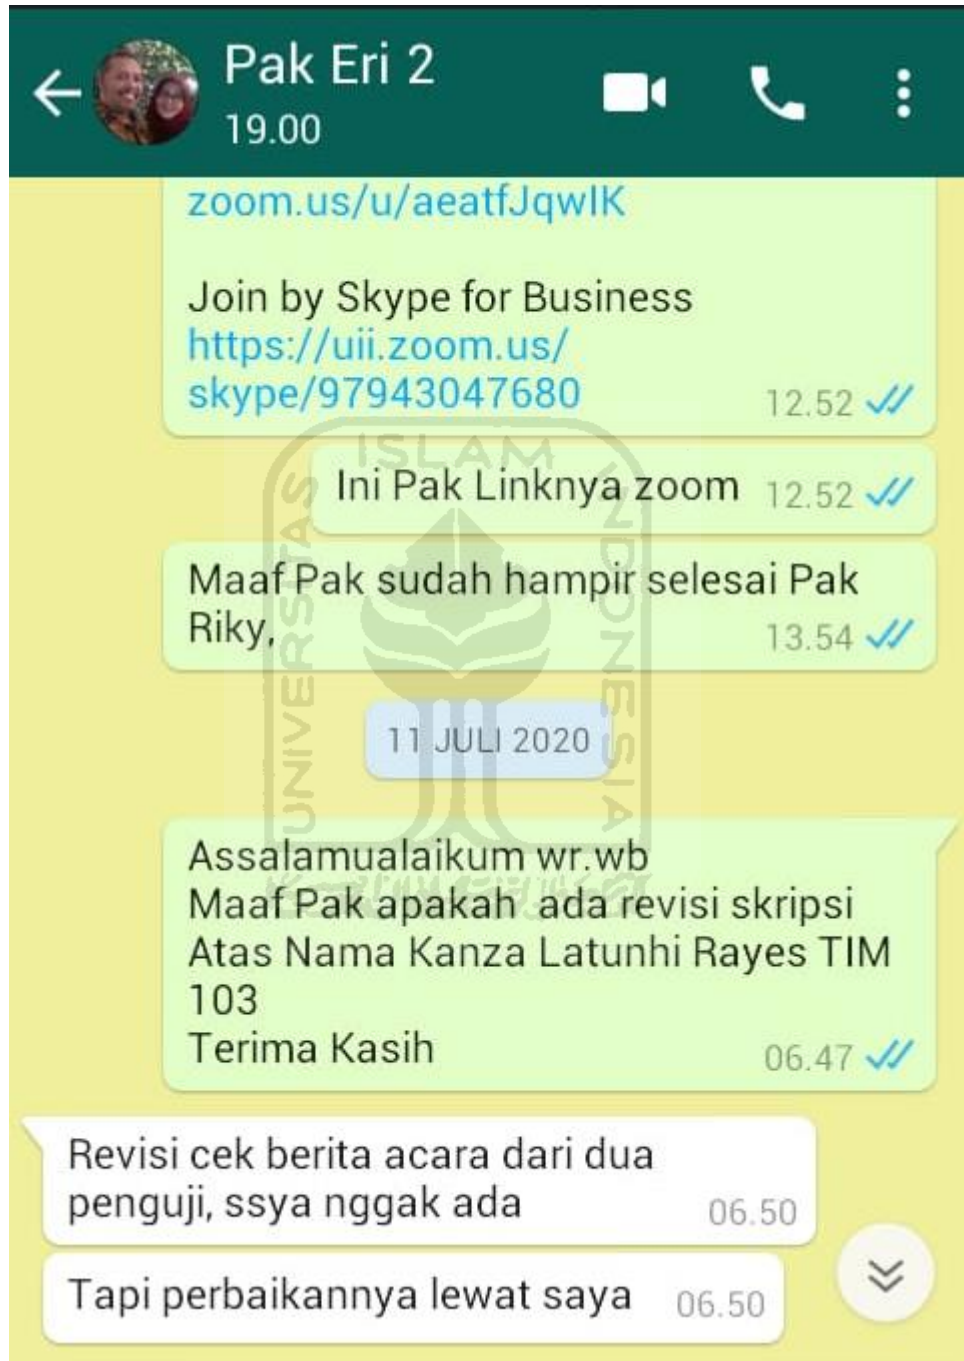 Pak Eri 2
19.00
zoom.us/u/aeatfJqwIK
Join by Skype for Business
https://uii.zoom.us/
skype/97943047680
12.52
Ini Pak Linknya zoom 12.52
Maaf Pak sudah hampir selesai Pak
Riky, 13.54
11 JULI 2020
Assalamualaikum wr.wb
Maaf Pak apakah ada revisi skripsi
Atas Nama Kanza Latunhi Rayes TIM
103
Terima Kasih 06.47
Revisi cek berita acara dari dua
penguji, ssya nggak ada 06.50
Tapi perbaikannya lewat saya 06.50
UNIVERSITAS ISLAM INDONESIA